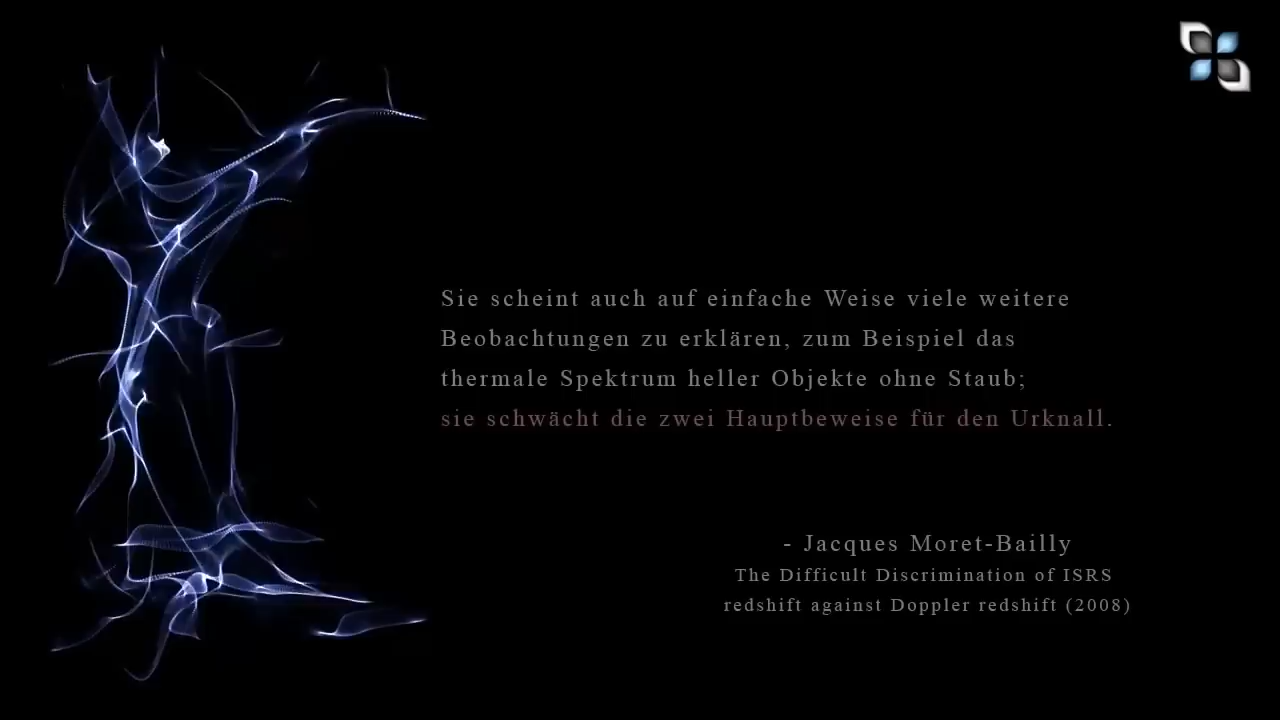 Sie scheint auch auf einfache Weise viele weitere
Beobachtungen zu erklären, zum Beispiel das
thermale Spektrum heller Objekte ohne Staub;
sie schwächt die zwei Hauptbeweise für den Urknall.
- Jacques Moret-Bailly
The Difficult Discrimination of ISRS
redshift against Doppler redshift (2008)